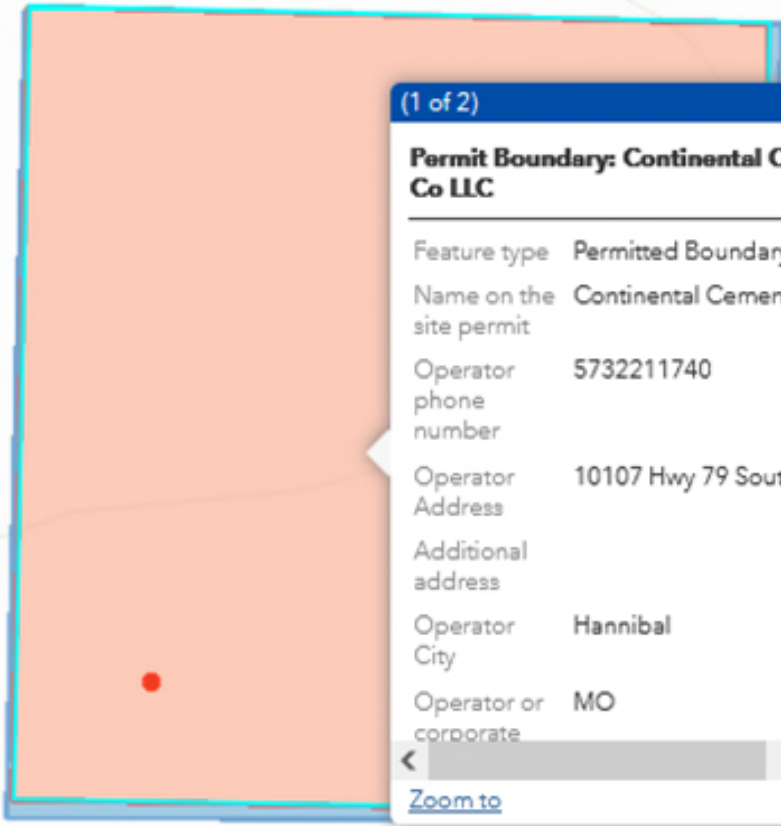 (1 of 2)
Permit Boundary: Continental C
Co LLC
Feature type Permitted Boundary
Name on the Continental Cemen
site permit
Operator 5732211740
phone
number
Operator 10107 Hwy 79 Sout
Address
Additional
address
Operator Hannibal
City
Operator or MO
corporate
Zoom to